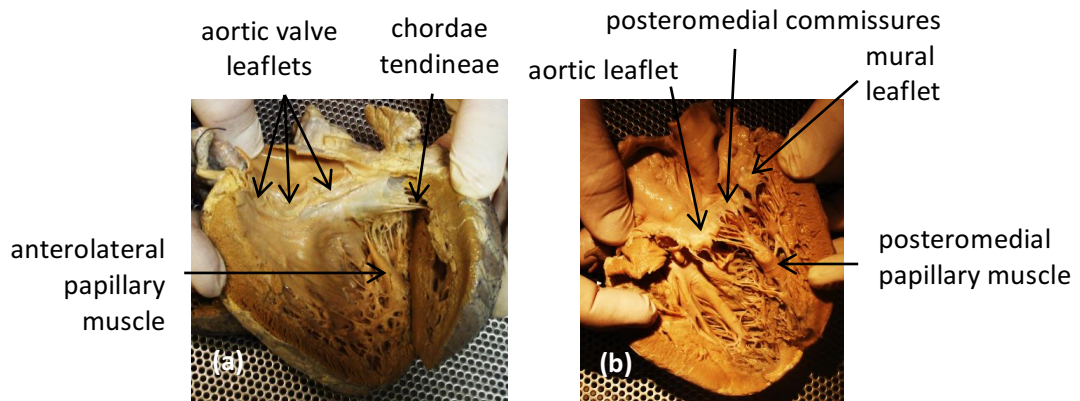 aortic valve
leaflets
chordae
tendineae
anterolateral
papillary
muscle
(a)
posteromedial commissures
aortic leaflet
mural
leaflet
posteromedial
papillary muscle
(b)